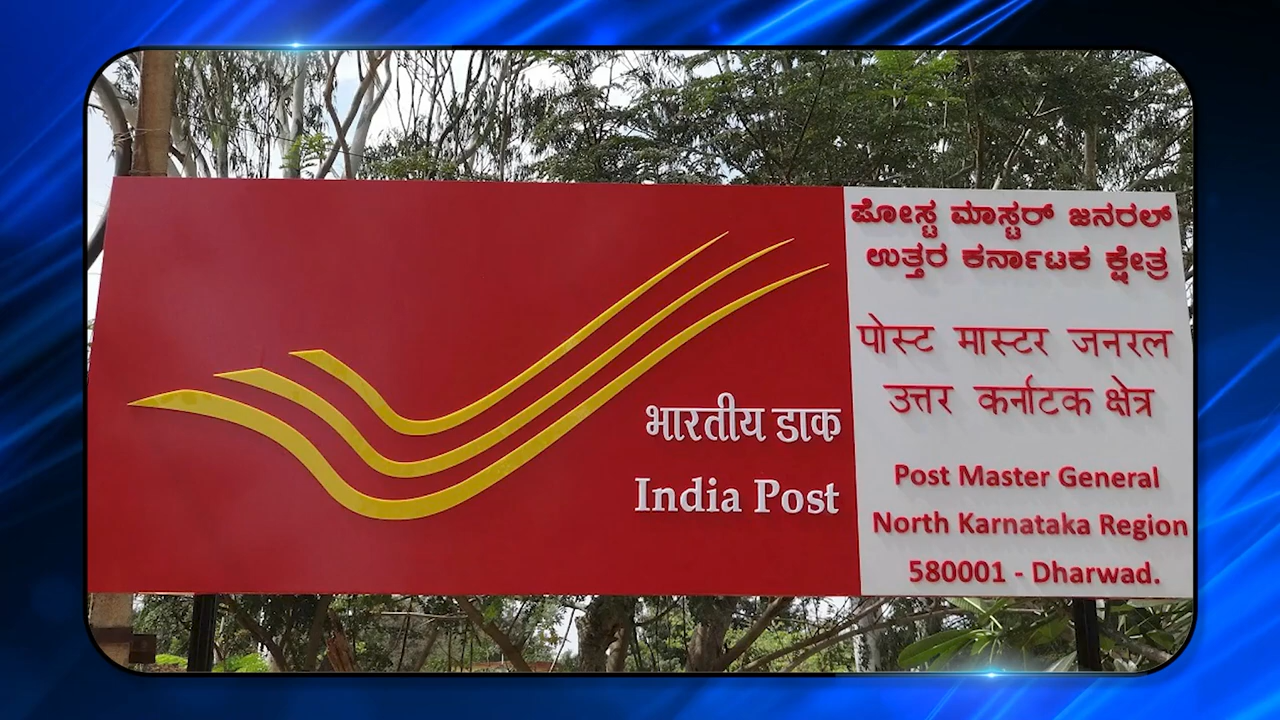 भारतीय डाक
India Post
ಪೋಸ್ಟ ಮಾಸ್ಟರ್ ಜನರಲ್
ಉತ್ತರ ಕರ್ನಾಟಕ ಕ್ಷೇತ್ರ
पोस्ट मास्टर जनरल
उत्तर कर्नाटक क्षेत्र
Post Master General
North Karnataka Region
580001 - Dharwad.